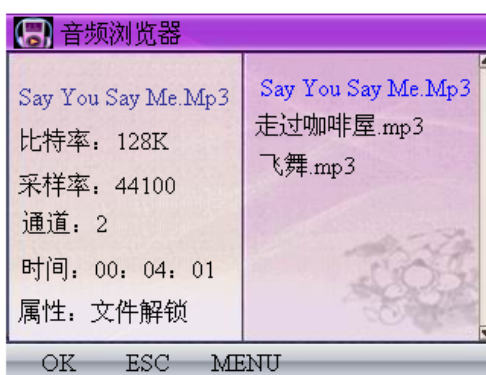 音频浏览器
Say You Say Me.Mp3
比特率：128K
采样率：44100
通道：2
时间：00：04：01
属性：文件解锁
Say You Say Me.Mp3
走过咖啡屋.mp3
飞舞.mp3
OK ESC MENU